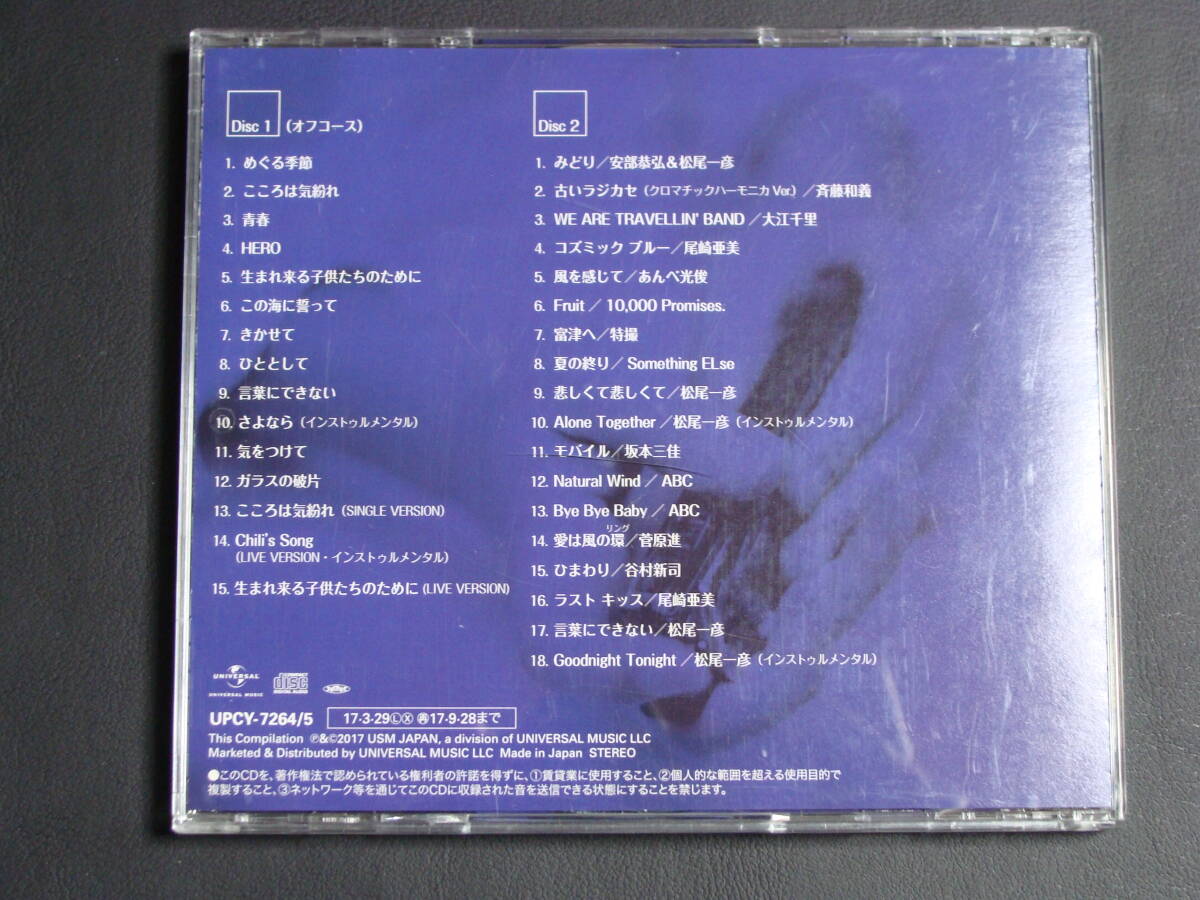 Disc 1 (オフコース)
1. めぐる季節
2. こころは気紛れ
3. 青春
4. HERO
5. 生まれ来る子供たちのために
6. この海に誓って
7. きかせて
8. ひととして
9. 言葉にできない
10. さよなら (インストゥルメンタル)
11. 気をつけて
12. ガラスの破片
13. こころは気紛れ (SINGLE VERSION)
14. Chili's Song
(LIVE VERSION・インストゥルメンタル)
15. 生まれ来る子供たちのために (LIVE VERSION)
Disc 2
1. みどり/安部恭弘&松尾一彦
2. 古いラジカセ (クロマチックハーモニカ Ver.) /斉藤和義
3. WE ARE TRAVELLIN' BAND /大江千里
4. コズミック ブルー/尾崎亜美
5. 風を感じて/あんべ光俊
6. Fruit / 10,000 Promises.
7. 富津へ/特撮
8. 夏の終り/ Something ELse
9. 悲しくて悲しくて/松尾一彦
10. Alone Together /松尾一彦 (インストゥルメンタル)
11. モバイル/坂本三佳
12. Natural Wind / ABC
13. Bye Bye Baby / ABC
リング
14. 愛は風の環/菅原進
15. ひまわり/谷村新司
16. ラスト キッス/尾崎亜美
17. 言葉にできない/松尾一彦
18. Goodnight Tonight /松尾一彦 (インストゥルメンタル)
UNIVERSAL
UNIVERSAL MUSIC
COMPACT
disc
DIGITAL AUDIO
UPCY-7264/5
17・3・29ⓁⓍ ㊐17・9・28まで
This Compilation ℗&©2017 USM JAPAN, a division of UNIVERSAL MUSIC LLC
Marketed & Distributed by UNIVERSAL MUSIC LLC Made in Japan STEREO
●このCDを、著作権法で認められている権利者の許諾を得ずに、①賃貸業に使用すること、②個人的な範囲を超える使用目的で
複製すること、③ネットワーク等を通じてこのCDに収録された音を送信できる状態にすることを禁じます。